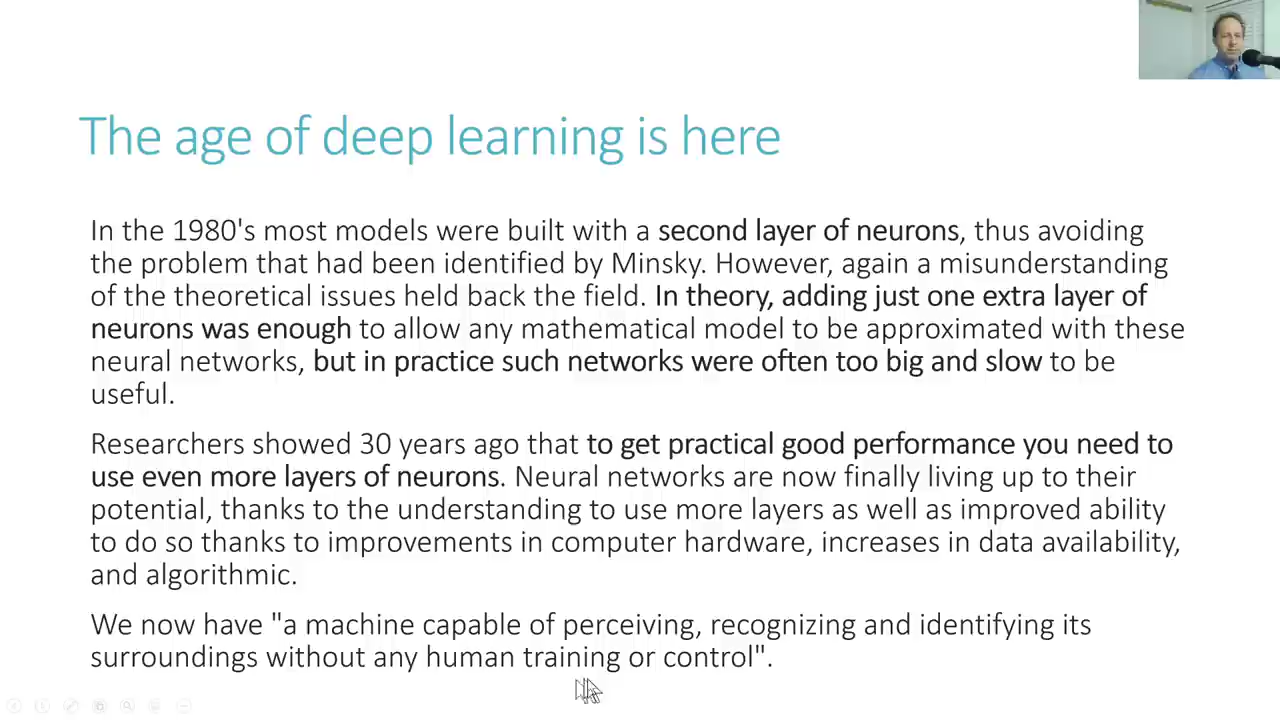 The age of deep learning is here
In the 1980's most models were built with a second layer of neurons, thus avoiding
the problem that had been identified by Minsky. However, again a misunderstanding
of the theoretical issues held back the field. In theory, adding just one extra layer of
neurons was enough to allow any mathematical model to be approximated with these
neural networks, but in practice such networks were often too big and slow to be
useful.
Researchers showed 30 years ago that to get practical good performance you need to
use even more layers of neurons. Neural networks are now finally living up to their
potential, thanks to the understanding to use more layers as well as improved ability
to do so thanks to improvements in computer hardware, increases in data availability,
and algorithmic.
We now have "a machine capable of perceiving, recognizing and identifying its
surroundings without any human training or control".